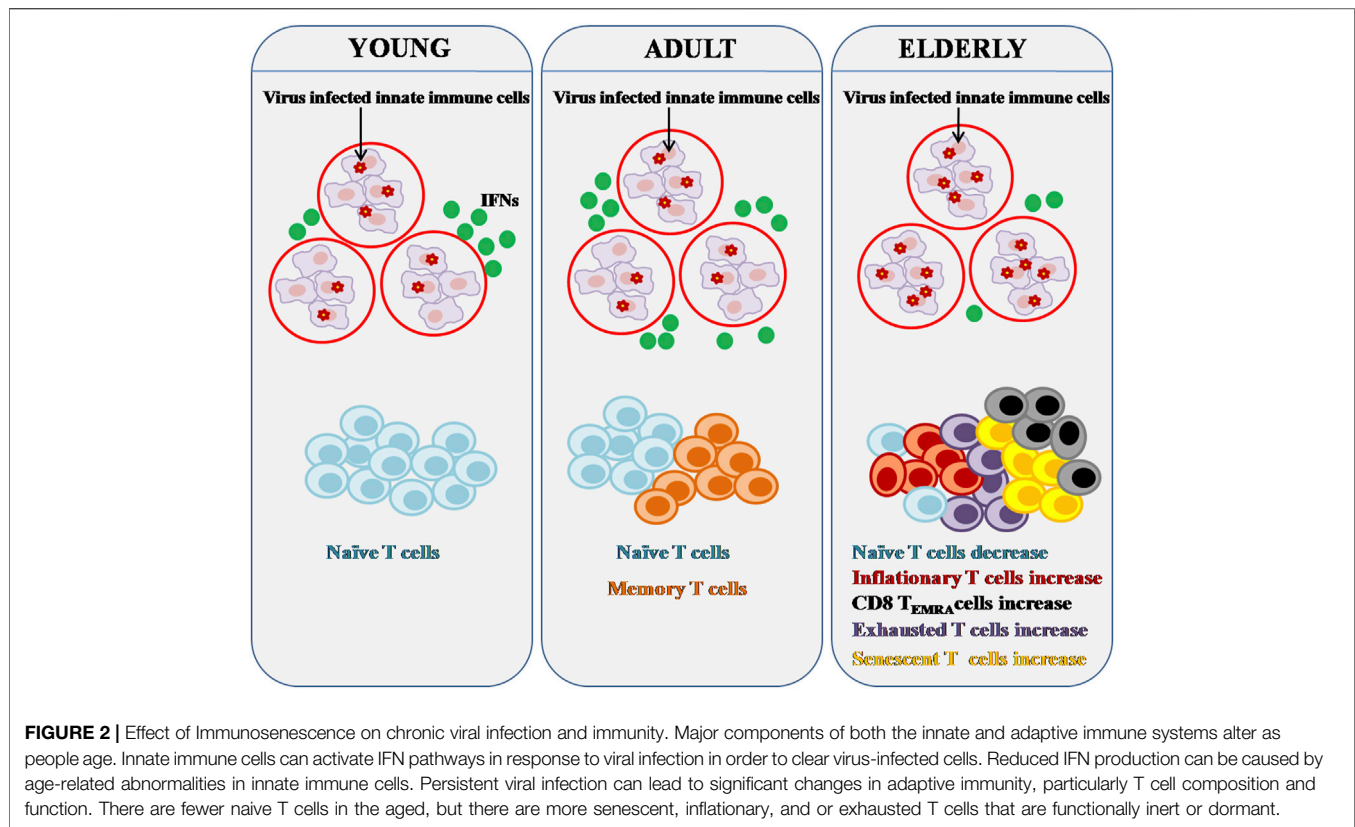 YOUNG
Virus infected innate immune cells
IFNs
Naïve T cells
ADULT
Virus infected innate immune cells
Naïve T cells
Memory T cells
ELDERLY
Virus infected innate immune cells
Naïve T cells decrease
Inflationary T cells increase
CD8 TEMRA cells increase
Exhausted T cells increase
Senescent T cells increase
FIGURE 2 | Effect of Immunosenescence on chronic viral infection and immunity. Major components of both the innate and adaptive immune systems alter as
people age. Innate immune cells can activate IFN pathways in response to viral infection in order to clear virus-infected cells. Reduced IFN production can be caused by
age-related abnormalities in innate immune cells. Persistent viral infection can lead to significant changes in adaptive immunity, particularly T cell composition and
function. There are fewer naive T cells in the aged, but there are more senescent, inflationary, and or exhausted T cells that are functionally inert or dormant.